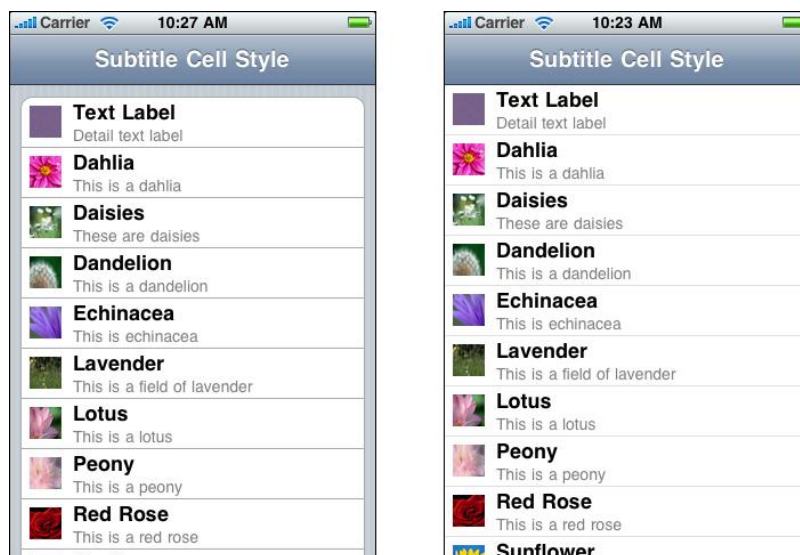 Carrier 10:27 AM
Subtitle Cell Style
Text Label
Detail text label
Dahlia
This is a dahlia
Daisies
These are daisies
Dandelion
This is a dandelion
Echinacea
This is echinacea
Lavender
This is a field of lavender
Lotus
This is a lotus
Peony
This is a peony
Red Rose
This is a red rose
Carrier 10:23 AM
Subtitle Cell Style
Text Label
Detail text label
Dahlia
This is a dahlia
Daisies
These are daisies
Dandelion
This is a dandelion
Echinacea
This is echinacea
Lavender
This is a field of lavender
Lotus
This is a lotus
Peony
This is a peony
Red Rose
This is a red rose
Sunflower